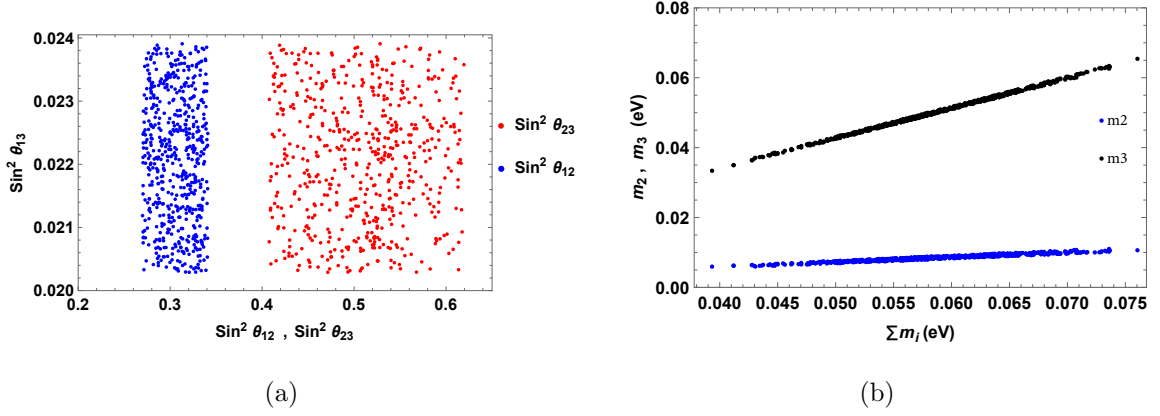 0.024
0.023
0.022
0.021
0.020
Sin² θ₁₃
0.2 0.3 0.4 0.5 0.6
Sin² θ₁₂ , Sin² θ₂₃
Sin² θ₂₃
Sin² θ₁₂
(a)
0.08
0.06
0.04
0.02
0.00
m₂ , m₃ (eV)
0.040 0.045 0.050 0.055 0.060 0.065 0.070 0.075
∑ mᵢ (eV)
m2
m3
(b)